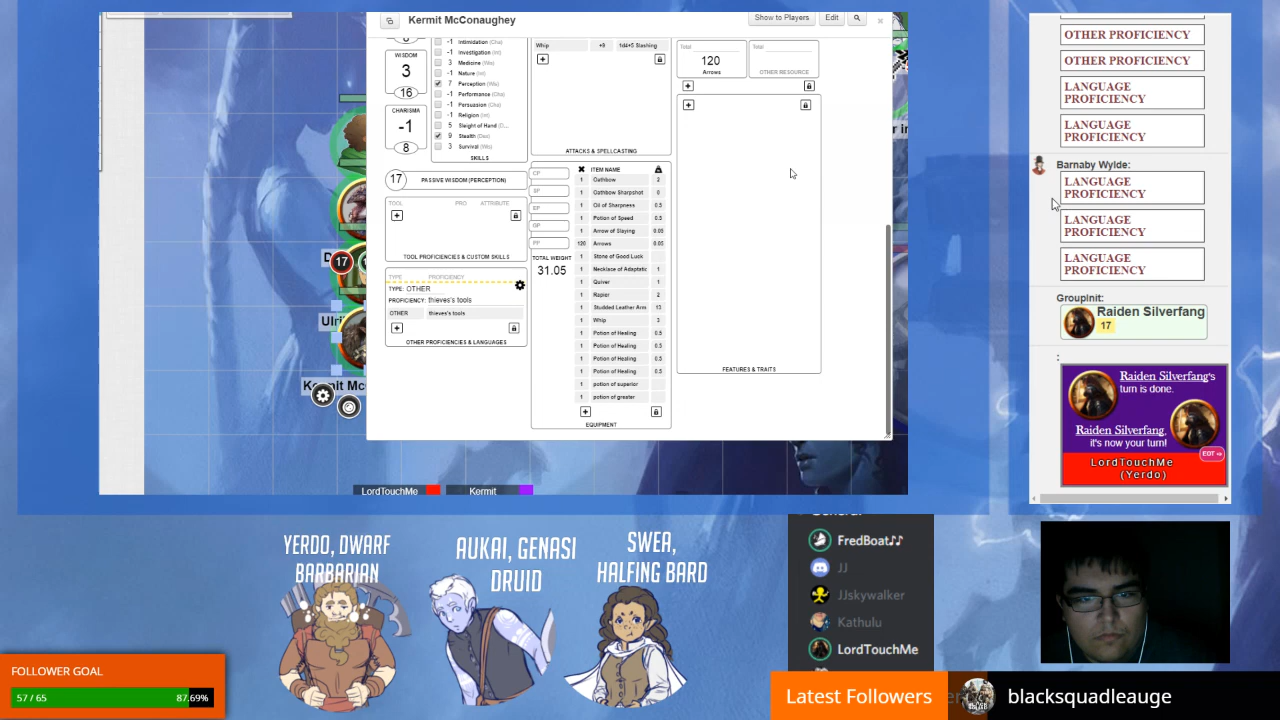 Kermit McConaughey
Show to Players
Edit
WISDOM
3
16
CHARISMA
-1
8
-1 Intimidation (Cha)
-1 Investigation (Int)
3 Medicine (Wis)
-1 Nature (Int)
7 Perception (Wis)
-1 Performance (Cha)
-1 Persuasion (Cha)
-1 Religion (Int)
5 Sleight of Hand (D...
9 Stealth (Dex)
3 Survival (Wis)
SKILLS
17 PASSIVE WISDOM (PERCEPTION)
TOOL PRO ATTRIBUTE
TOOL PROFICIENCIES & CUSTOM SKILLS
TYPE PROFICIENCY
TYPE: OTHER
PROFICIENCY: thieves's tools
OTHER thieves's tools
OTHER PROFICIENCIES & LANGUAGES
Whip +9 1d4+5 Slashing
ATTACKS & SPELLCASTING
CP
SP
EP
GP
PP
TOTAL WEIGHT
31.05
ITEM NAME
1 Oathbow 2
1 Oathbow Sharpshot 0
1 Oil of Sharpness 0.5
1 Potion of Speed 0.5
1 Arrow of Slaying 0.05
120 Arrows 0.05
1 Stone of Good Luck
1 Necklace of Adaptatic 1
1 Quiver 1
1 Rapier 2
1 Studded Leather Arm 13
1 Whip 3
1 Potion of Healing 0.5
1 Potion of Healing 0.5
1 Potion of Healing 0.5
1 Potion of Healing 0.5
1 potion of superior
1 potion of greater
EQUIPMENT
Total
120
Arrows
Total
OTHER RESOURCE
FEATURES & TRAITS
17
Kermit Mc
LordTouchMe
Kermit
OTHER PROFICIENCY
OTHER PROFICIENCY
LANGUAGE
PROFICIENCY
LANGUAGE
PROFICIENCY
Barnaby Wylde:
LANGUAGE
PROFICIENCY
LANGUAGE
PROFICIENCY
LANGUAGE
PROFICIENCY
GroupInit:
Raiden Silverfang
17
:
Raiden Silverfang's
turn is done.
Raiden Silverfang,
it's now your turn!
EOT
LordTouchMe
(Yerdo)
YERDO, DWARF
BARBARIAN
AUKAI, GENASI
DRUID
SWEA,
HALFING BARD
General
FredBoat♪♪
JJ
JJskywalker
Kathulu
LordTouchMe
FOLLOWER GOAL
57 / 65
87.69%
Latest Followers
blacksquadleauge